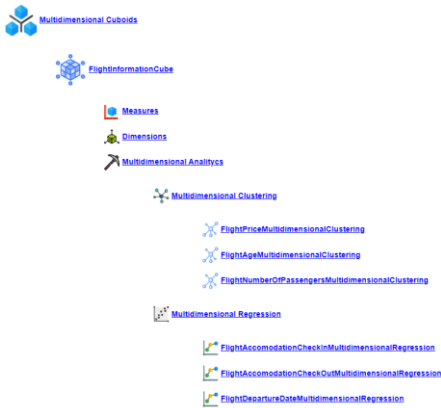 Multidimensional Cuboids
FlightInformationCube
Measures
Dimensions
Multidimensional Analitycs
Multidimensional Clustering
FlightPriceMultidimensionalClustering
FlightAgeMultidimensionalClustering
FlightNumberOfPassengersMultidimensionalClustering
Multidimensional Regression
FlightAccomodationCheckInMultidimensionalRegression
FlightAccomodationCheckOutMultidimensionalRegression
FlightDepartureDateMultidimensionalRegression